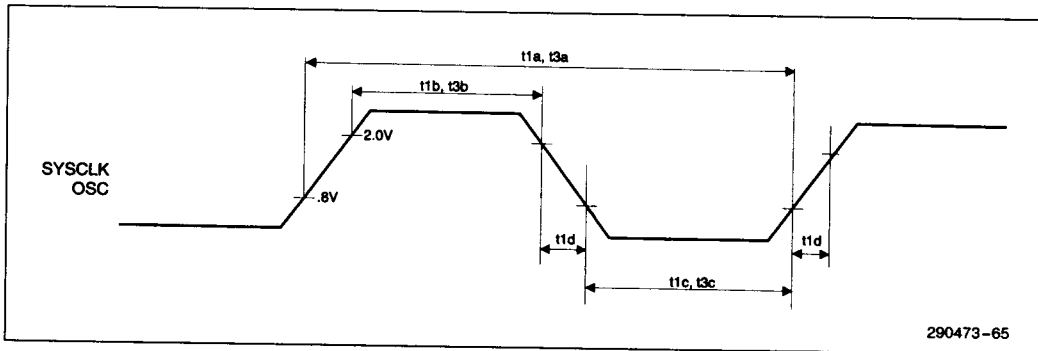 t1a, t3a
t1b, t3b
2.0V
SYSCLK
OSC
.8V
t1d
t1d
t1c, t3c
290473-65